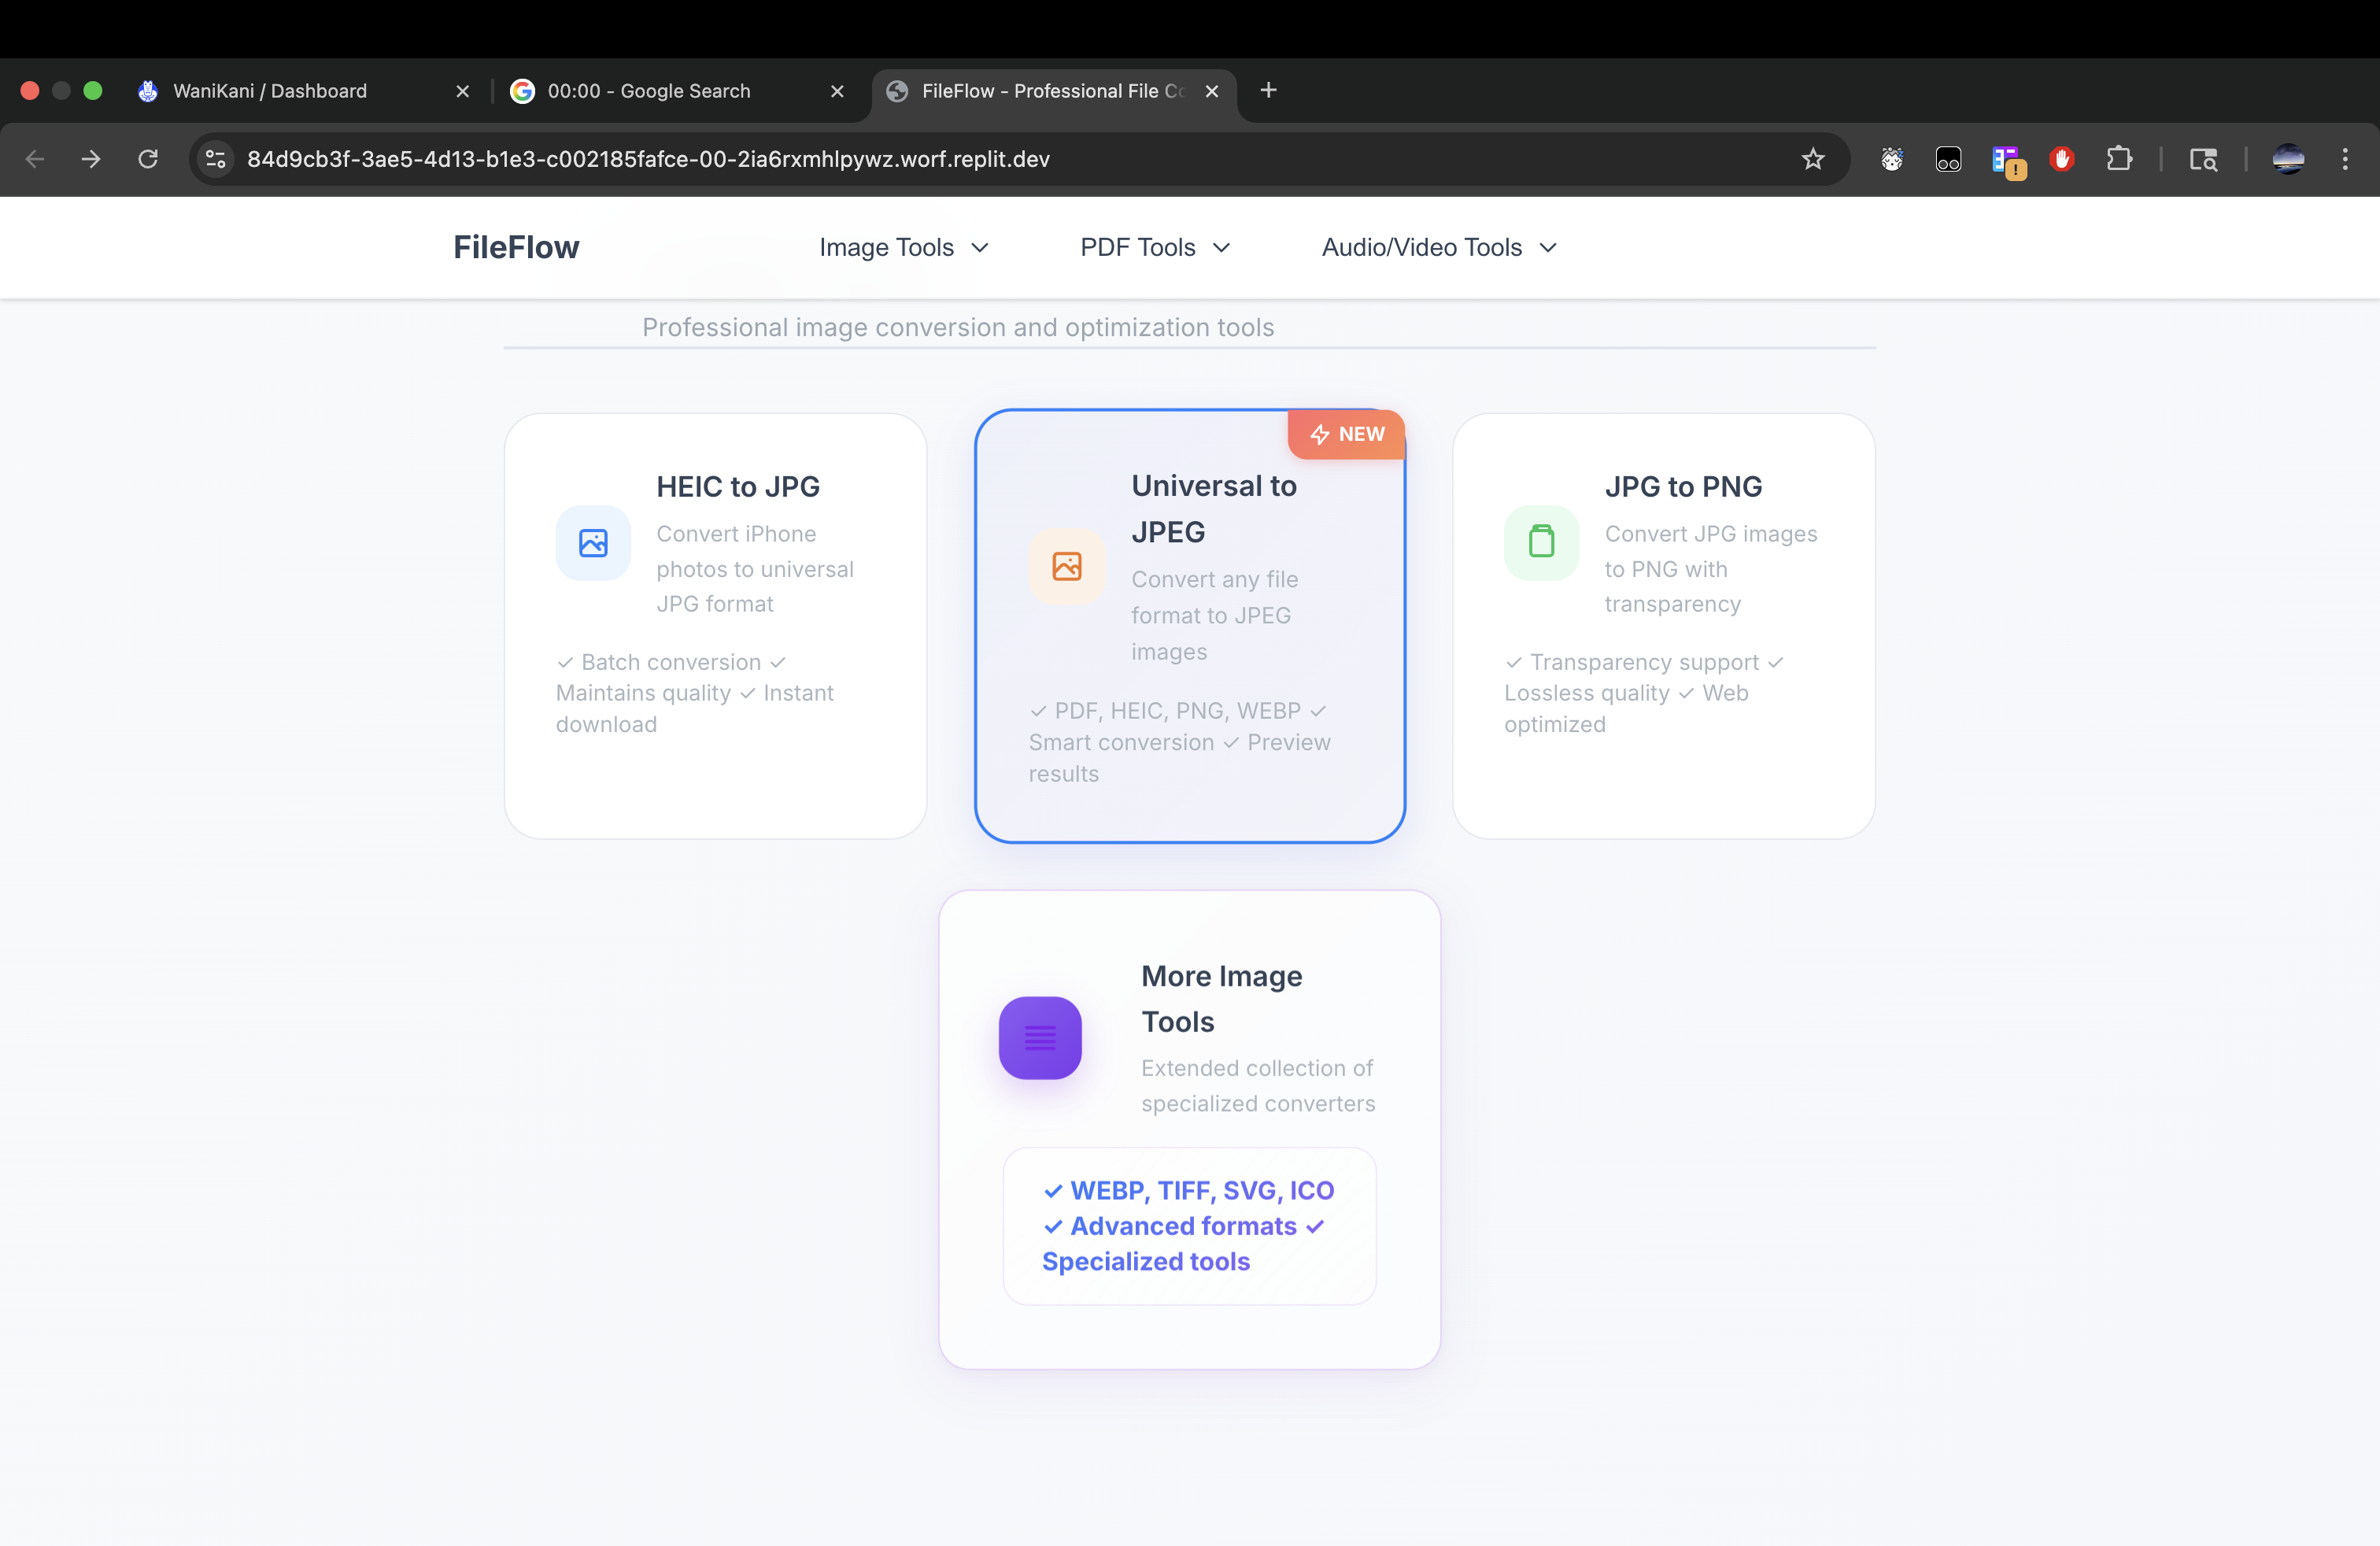 WaniKani / Dashboard
00:00 - Google Search
FileFlow - Professional File Co
84d9cb3f-3ae5-4d13-b1e3-c002185fafce-00-2ia6rxmhlpywz.worf.replit.dev
FileFlow
Image Tools
PDF Tools
Audio/Video Tools
Professional image conversion and optimization tools
HEIC to JPG
Convert iPhone
photos to universal
JPG format
✓ Batch conversion ✓
Maintains quality ✓ Instant
download
NEW
Universal to
JPEG
Convert any file
format to JPEG
images
✓ PDF, HEIC, PNG, WEBP ✓
Smart conversion ✓ Preview
results
JPG to PNG
Convert JPG images
to PNG with
transparency
✓ Transparency support ✓
Lossless quality ✓ Web
optimized
More Image
Tools
Extended collection of
specialized converters
✓ WEBP, TIFF, SVG, ICO
✓ Advanced formats ✓
Specialized tools